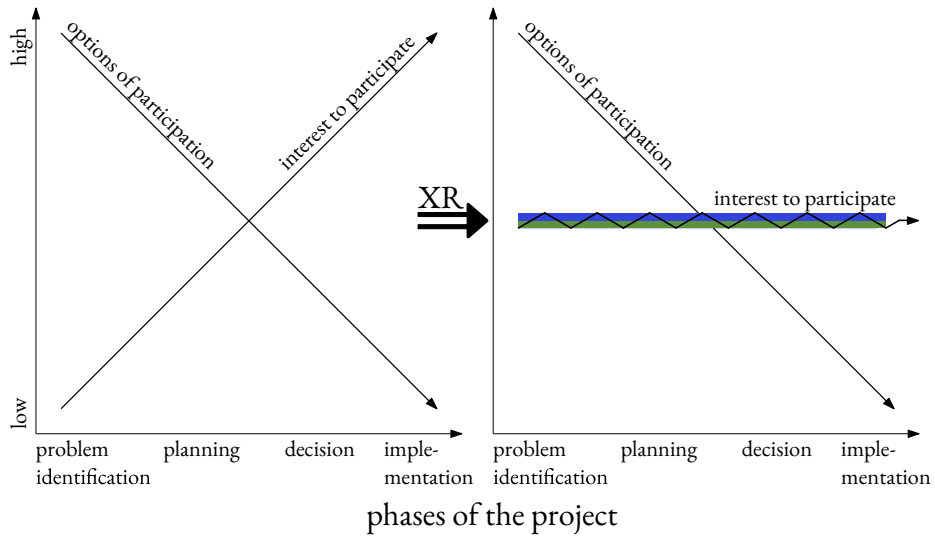 high
low
options of participation
interest to participate
problem
identification
planning
decision
imple-
mentation
XR
options of participation
interest to participate
problem
identification
planning
decision
imple-
mentation
phases of the project